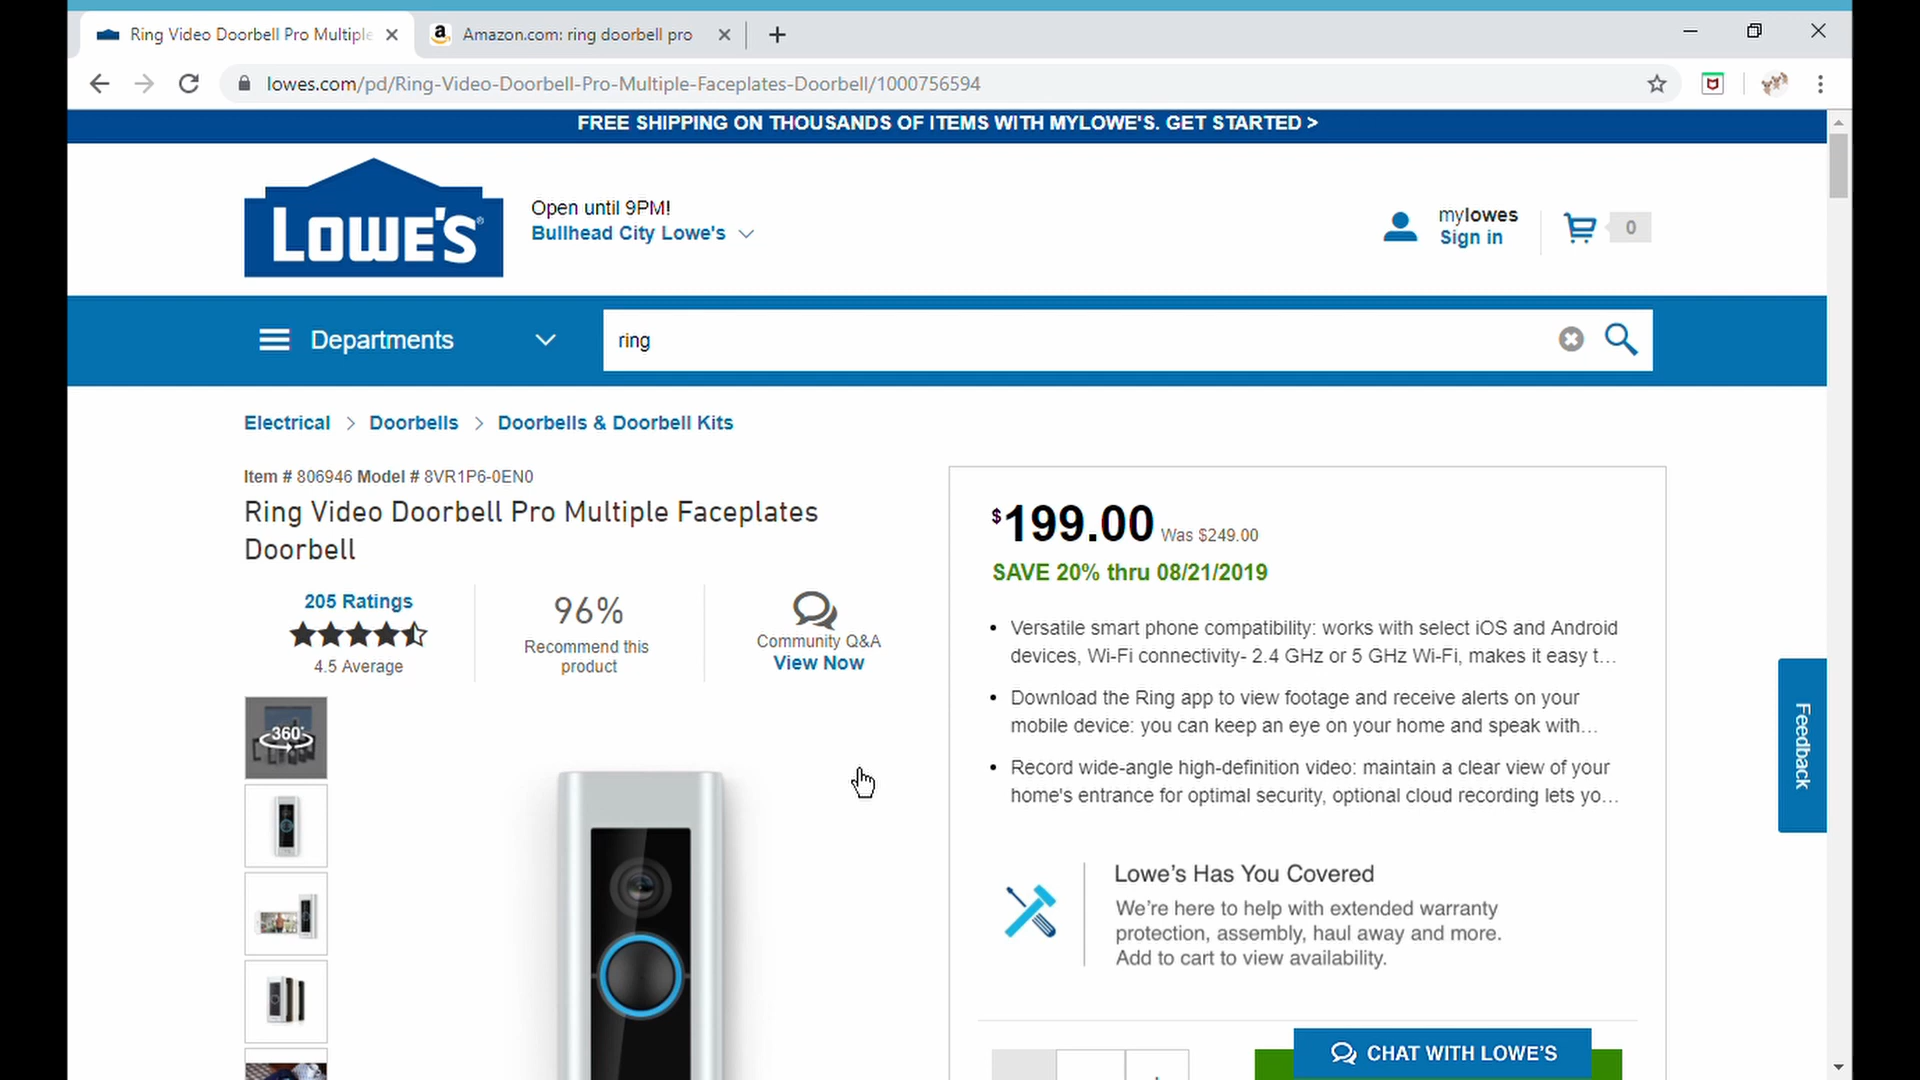 Ring Video Doorbell Pro Multiple
Amazon.com: ring doorbell pro
lowes.com/pd/Ring-Video-Doorbell-Pro-Multiple-Faceplates-Doorbell/1000756594
FREE SHIPPING ON THOUSANDS OF ITEMS WITH MYLOWE'S. GET STARTED >
LOWE'S
Open until 9PM!
Bullhead City Lowe's
mylowes
Sign in
0
Departments
ring
Electrical > Doorbells > Doorbells & Doorbell Kits
Item # 806946 Model # 8VR1P6-0EN0
Ring Video Doorbell Pro Multiple Faceplates
Doorbell
205 Ratings
4.5 Average
96%
Recommend this
product
Community Q&A
View Now
360°
$199.00 Was $249.00
SAVE 20% thru 08/21/2019
• Versatile smart phone compatibility: works with select iOS and Android
devices, Wi-Fi connectivity- 2.4 GHz or 5 GHz Wi-Fi, makes it easy t...
• Download the Ring app to view footage and receive alerts on your
mobile device: you can keep an eye on your home and speak with...
• Record wide-angle high-definition video: maintain a clear view of your
home's entrance for optimal security, optional cloud recording lets yo...
Lowe's Has You Covered
We're here to help with extended warranty
protection, assembly, haul away and more.
Add to cart to view availability.
Feedback
CHAT WITH LOWE'S